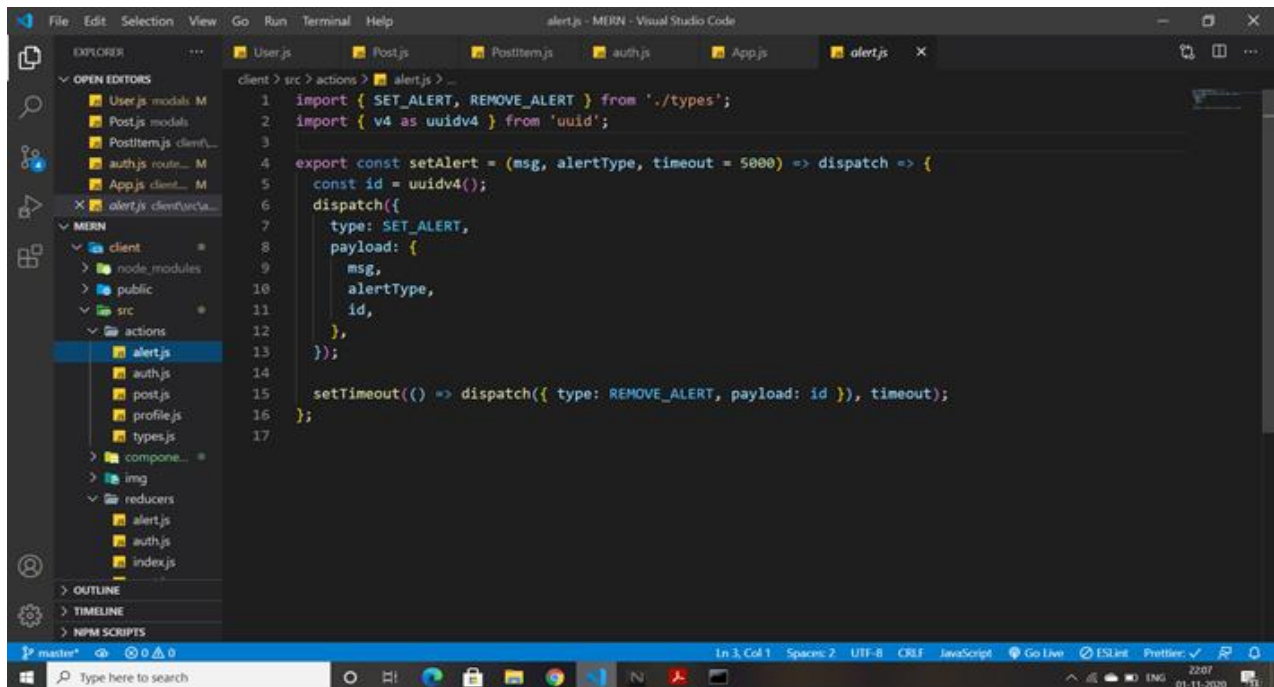 File Edit Selection View Go Run Terminal Help alert.js - MERN - Visual Studio Code
EXPLORER ... User.js Post.js PostItem.js auth.js App.js alert.js
OPEN EDITORS
User.js modals M
Post.js modals
PostItem.js client\...
auth.js route... M
App.js client... M
alert.js client\src\a...
MERN
client
node_modules
public
src
actions
alert.js
auth.js
post.js
profile.js
types.js
compone...
img
reducers
alert.js
auth.js
index.js
OUTLINE
TIMELINE
NPM SCRIPTS
client > src > actions > alert.js > ...
1 import { SET_ALERT, REMOVE_ALERT } from './types';
2 import { v4 as uuidv4 } from 'uuid';
3
4 export const setAlert = (msg, alertType, timeout = 5000) => dispatch => {
5 const id = uuidv4();
6 dispatch({
7 type: SET_ALERT,
8 payload: {
9 msg,
10 alertType,
11 id,
12 },
13 });
14
15 setTimeout(() => dispatch({ type: REMOVE_ALERT, payload: id }), timeout);
16 };
17
master* 0 0 Ln 3, Col 1 Spaces: 2 UTF-8 CRLF JavaScript Go Live ESLint Prettier: ✓
Type here to search ENG 22:07
01-11-2020